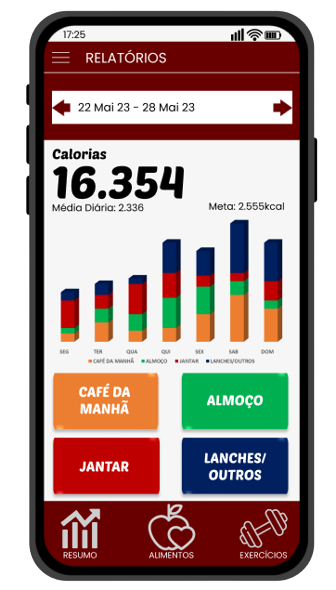 17:25
RELATÓRIOS
22 Mai 23 - 28 Mai 23
Calorias
16.354
Média Diária: 2.336
Meta: 2.555kcal
SEG TER QUA QUI SEX SAB DOM
CAFÉ DA MANHÃ ALMOÇO JANTAR LANCHES/OUTROS
CAFÉ DA
MANHÃ
ALMOÇO
JANTAR
LANCHES/
OUTROS
RESUMO
ALIMENTOS
EXERCÍCIOS